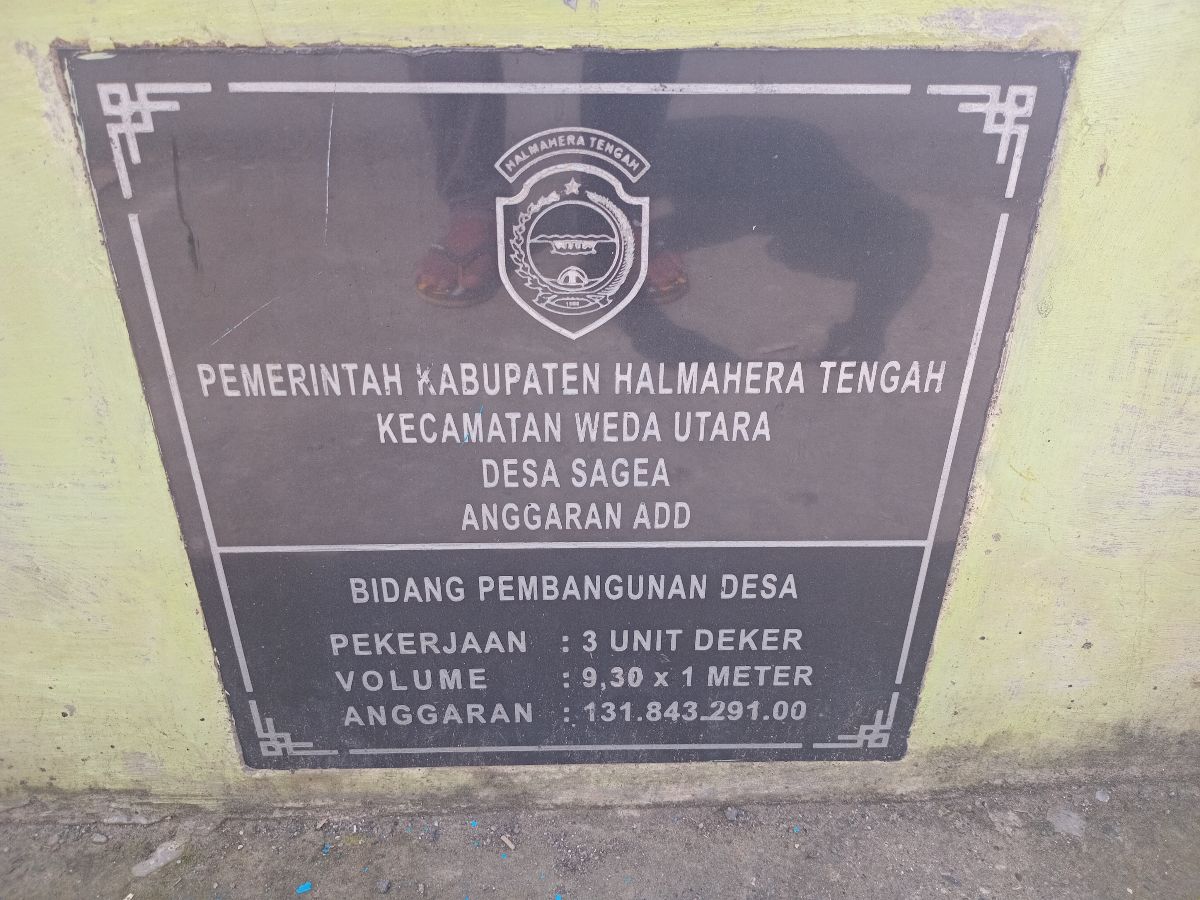 HALMAHERA TENGAH
PEMERINTAH KABUPATEN HALMAHERA TENGAH
KECAMATAN WEDA UTARA
DESA SAGEA
ANGGARAN ADD
BIDANG PEMBANGUNAN DESA
PEKERJAAN : 3 UNIT DEKER
VOLUME : 9,30 x 1 METER
ANGGARAN : 131.843.291.00